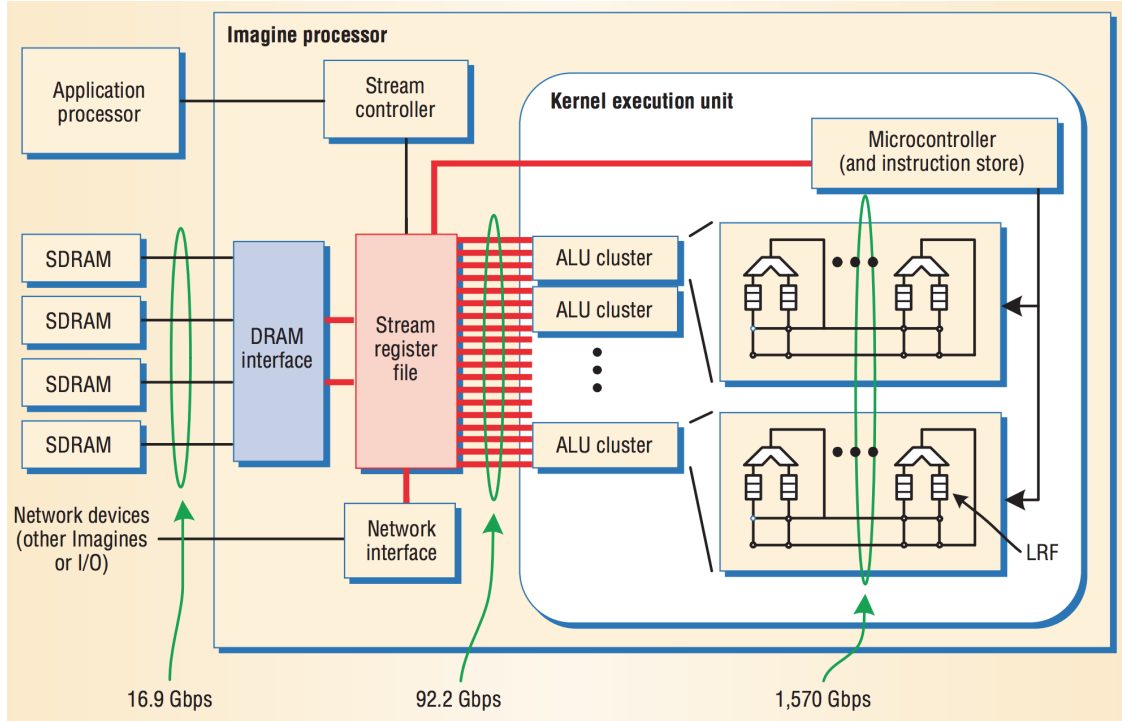 Imagine processor
Application
processor
Stream
controller
Kernel execution unit
Microcontroller
(and instruction store)
SDRAM
SDRAM
SDRAM
SDRAM
DRAM
interface
Stream
register
file
ALU cluster
ALU cluster
ALU cluster
Network devices
(other Imagines
or I/O)
Network
interface
LRF
16.9 Gbps
92.2 Gbps
1,570 Gbps